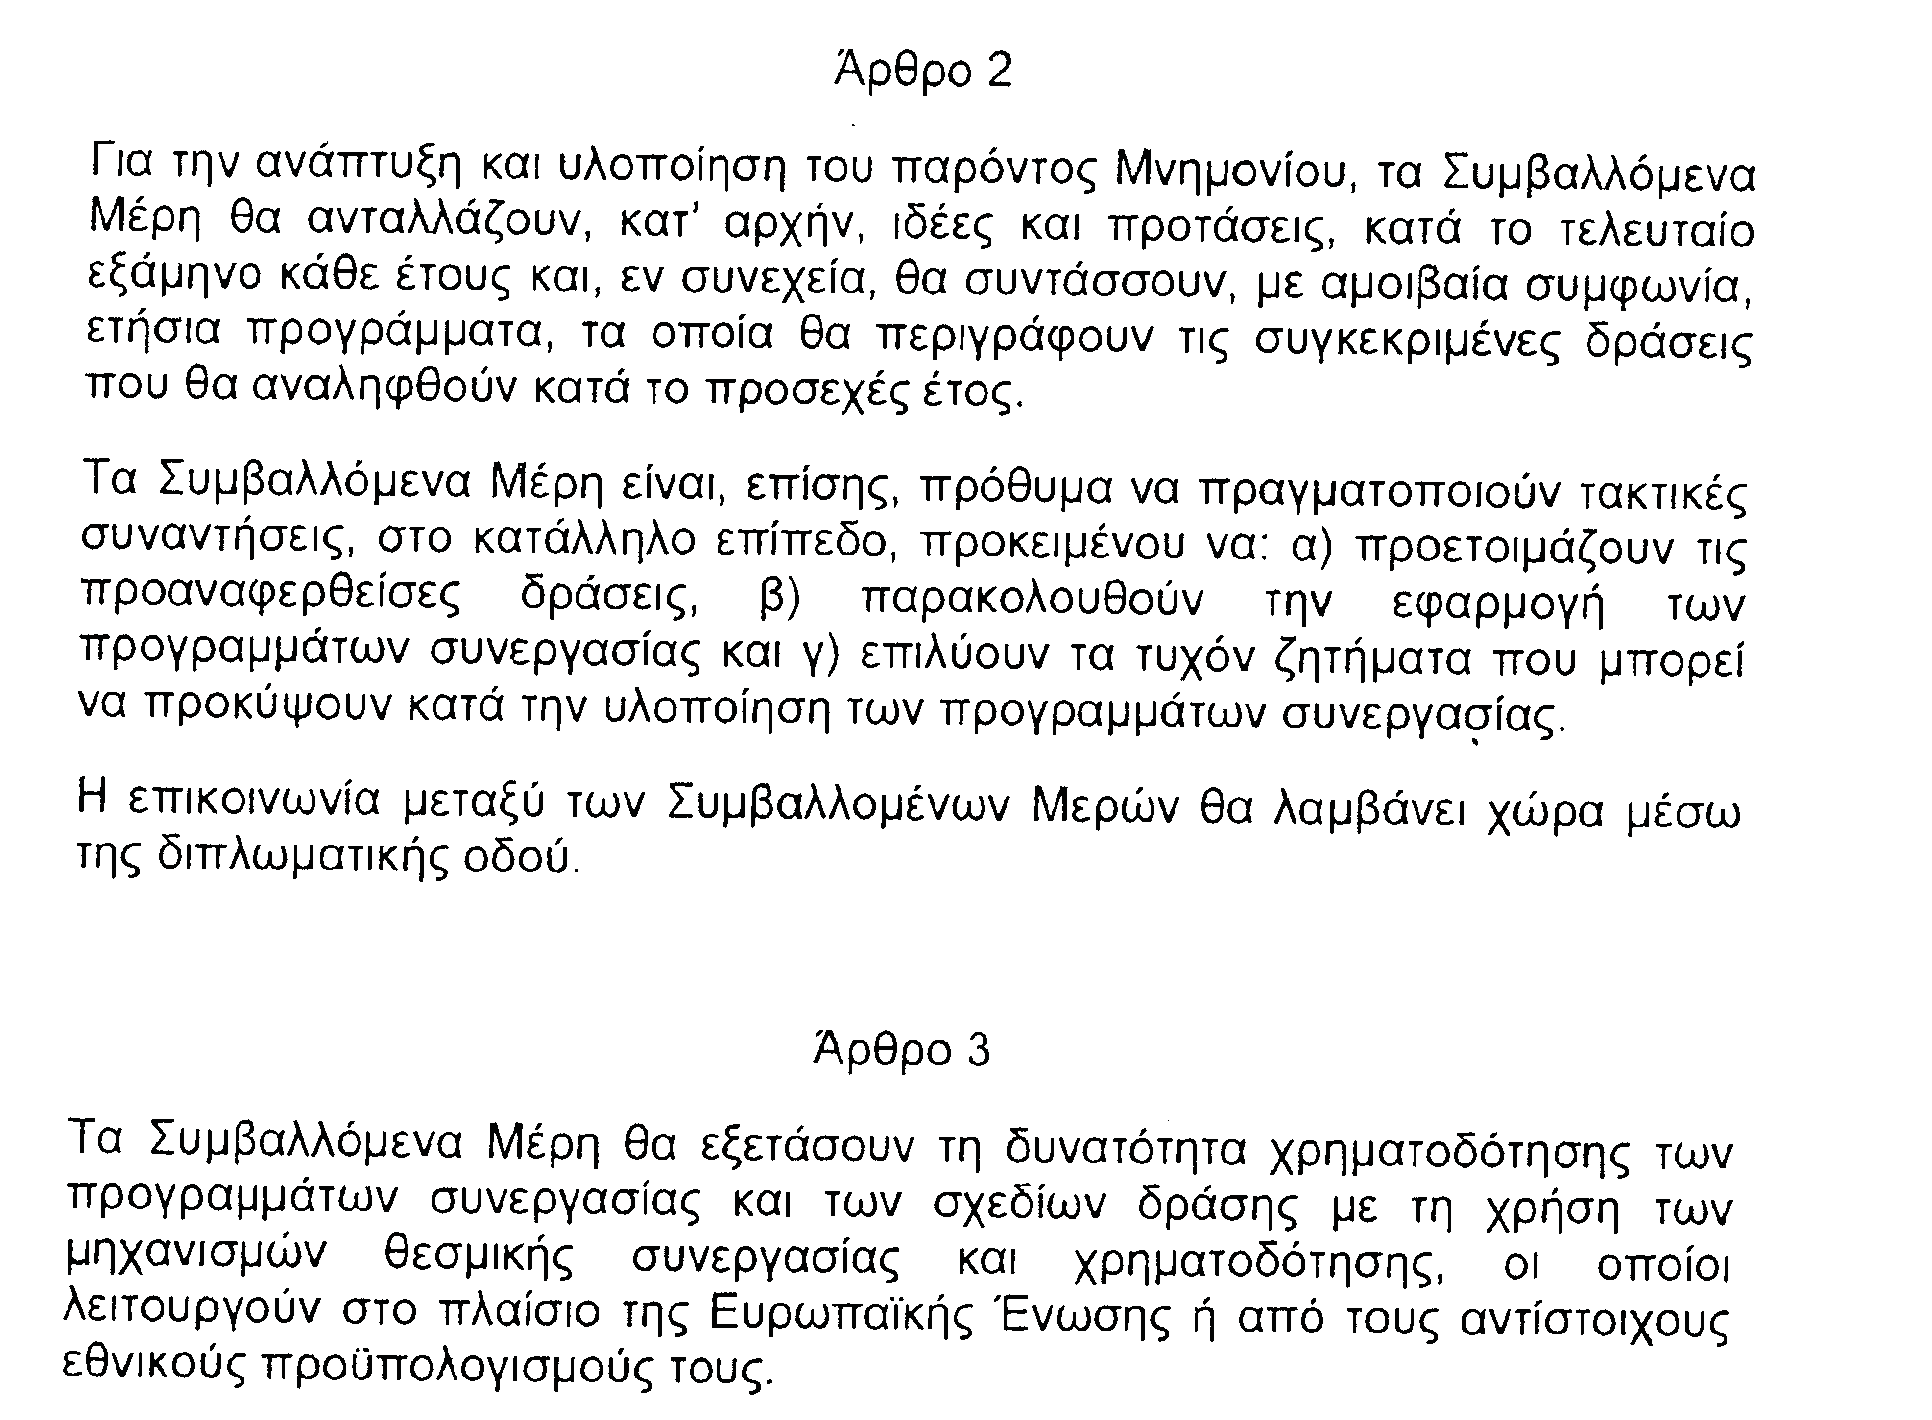 Άρθρο 2
Για την ανάπτυξη και υλοποίηση του παρόντος Μνημονίου, τα Συμβαλλόμενα
Μέρη θα ανταλλάζουν, κατ' αρχήν, ιδέες και προτάσεις, κατά το τελευταίο
εξάμηνο κάθε έτους και, εν συνεχεία, θα συντάσσουν, με αμοιβαία συμφωνία,
ετήσια προγράμματα, τα οποία θα περιγράφουν τις συγκεκριμένες δράσεις
που θα αναληφθούν κατά το προσεχές έτος.
Τα Συμβαλλόμενα Μέρη είναι, επίσης, πρόθυμα να πραγματοποιούν τακτικές
συναντήσεις, στο κατάλληλο επίπεδο, προκειμένου να: α) προετοιμάζουν τις
προαναφερθείσες δράσεις, β) παρακολουθούν την εφαρμογή των
προγραμμάτων συνεργασίας και γ) επιλύουν τα τυχόν ζητήματα που μπορεί
να προκύψουν κατά την υλοποίηση των προγραμμάτων συνεργασίας.
Η επικοινωνία μεταξύ των Συμβαλλομένων Μερών θα λαμβάνει χώρα μέσω
της διπλωματικής οδού.
Άρθρο 3
Τα Συμβαλλόμενα Μέρη θα εξετάσουν τη δυνατότητα χρηματοδότησης των
προγραμμάτων συνεργασίας και των σχεδίων δράσης με τη χρήση των
μηχανισμών θεσμικής συνεργασίας και χρηματοδότησης, οι οποίοι
λειτουργούν στο πλαίσιο της Ευρωπαϊκής Ένωσης ή από τους αντίστοιχους
εθνικούς προϋπολογισμούς τους.